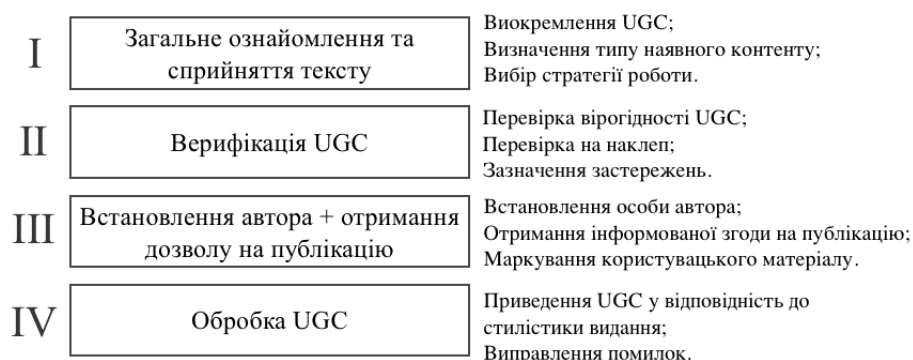 I
Загальне ознайомлення та
сприйняття тексту
Виокремлення UGC;
Визначення типу наявного контенту;
Вибір стратегії роботи.
II
Верифікація UGC
Перевірка вірогідності UGC;
Перевірка на наклеп;
Зазначення застережень.
III
Встановлення автора + отримання
дозволу на публікацію
Встановлення особи автора;
Отримання інформованої згоди на публікацію;
Маркування користувацького матеріалу.
IV
Обробка UGC
Приведення UGC у відповідність до
стилістики видання;
Виправлення помилок.